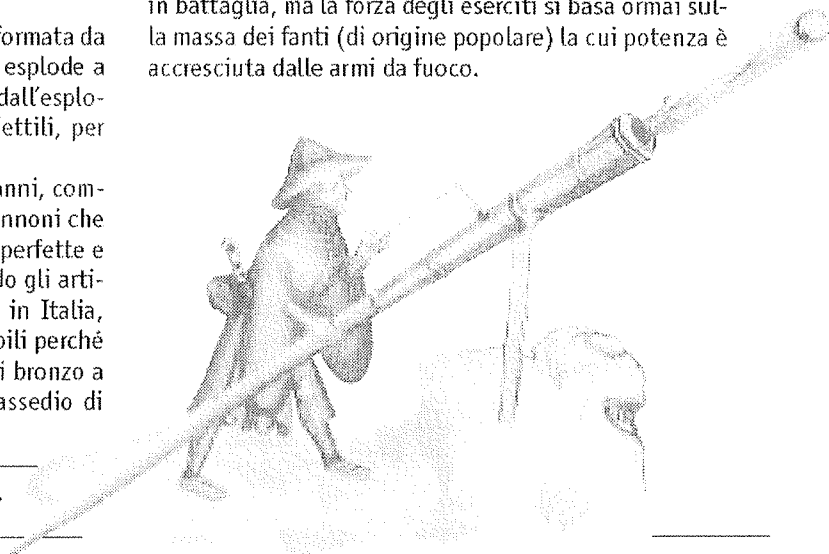 formata da
esplode a
dall'esplo-
ettili, per
anni, com-
nnoni che
perfette e
do gli arti-
in Italia,
bili perché
i bronzo a
assedio di
in battaglia, ma la forza degli eserciti si basa ormai sul-
la massa dei fanti (di origine popolare) la cui potenza è
accresciuta dalle armi da fuoco.